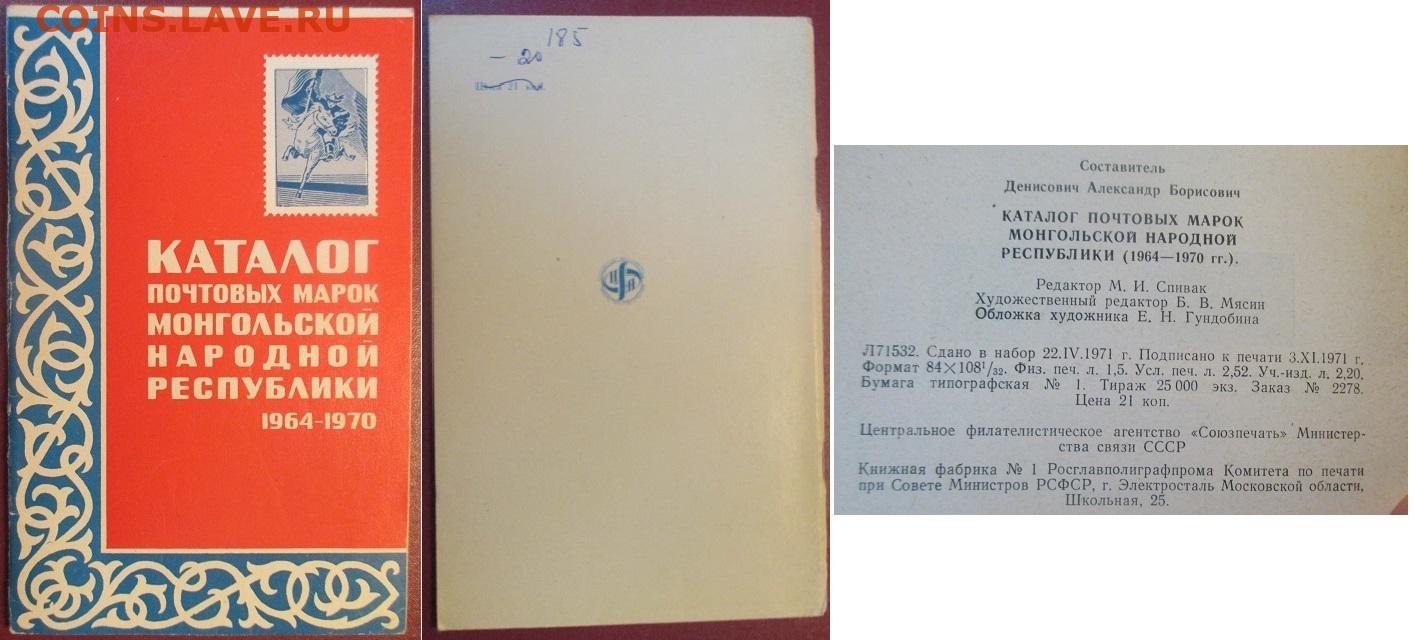 COINS.LAVE.RU
КАТАЛОГ
ПОЧТОВЫХ МАРОК
МОНГОЛЬСКОЙ
НАРОДНОЙ
РЕСПУБЛИКИ
1964-1970
185
— 20
Цена 21 коп.
Составитель
Денисович Александр Борисович
КАТАЛОГ ПОЧТОВЫХ МАРОК
МОНГОЛЬСКОЙ НАРОДНОЙ
РЕСПУБЛИКИ (1964—1970 гг.).
Редактор М. И. Спивак
Художественный редактор Б. В. Мясин
Обложка художника Е. Н. Гундобина
Л71532. Сдано в набор 22.IV.1971 г. Подписано к печати 3.XI.1971 г.
Формат 84×108¹/₃₂. Физ. печ. л. 1,5. Усл. печ. л. 2,52. Уч.-изд. л. 2,20.
Бумага типографская № 1. Тираж 25 000 экз. Заказ № 2278.
Цена 21 коп.
Центральное филателистическое агентство «Союзпечать» Министер-
ства связи СССР
Книжная фабрика № 1 Росглавполиграфпрома Комитета по печати
при Совете Министров РСФСР, г. Электросталь Московской области,
Школьная, 25.